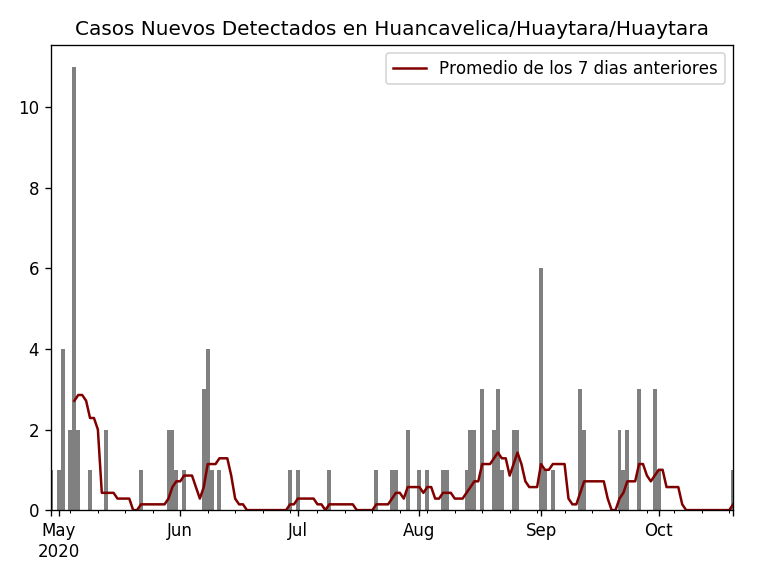 Casos Nuevos Detectados en Huancavelica/Huaytara/Huaytara
Promedio de los 7 dias anteriores
10
8
6
4
2
0
May Jun Jul Aug Sep Oct
2020